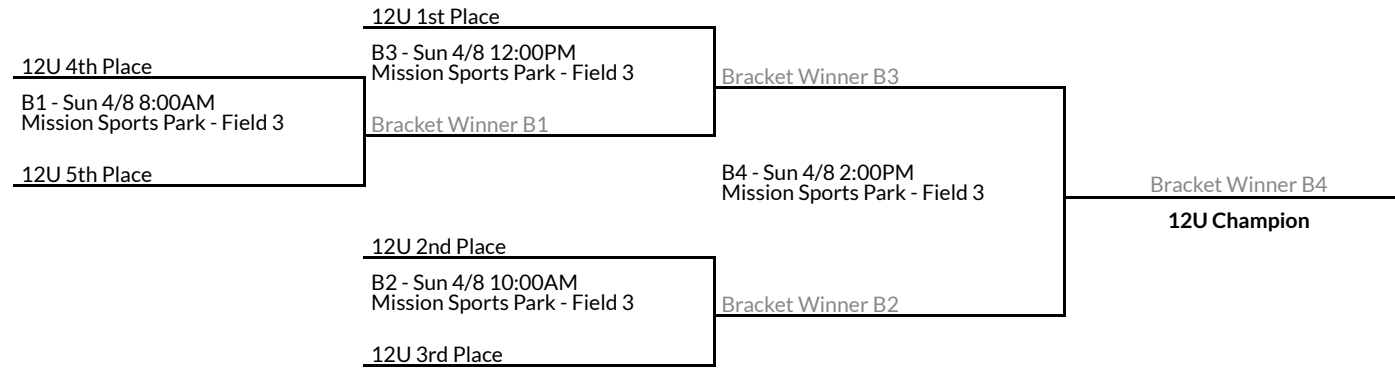 12U 1st Place
B3 - Sun 4/8 12:00PM
Mission Sports Park - Field 3
12U 4th Place
B1 - Sun 4/8 8:00AM
Mission Sports Park - Field 3
Bracket Winner B3
Bracket Winner B1
12U 5th Place
B4 - Sun 4/8 2:00PM
Mission Sports Park - Field 3
Bracket Winner B4
12U Champion
12U 2nd Place
B2 - Sun 4/8 10:00AM
Mission Sports Park - Field 3
Bracket Winner B2
12U 3rd Place